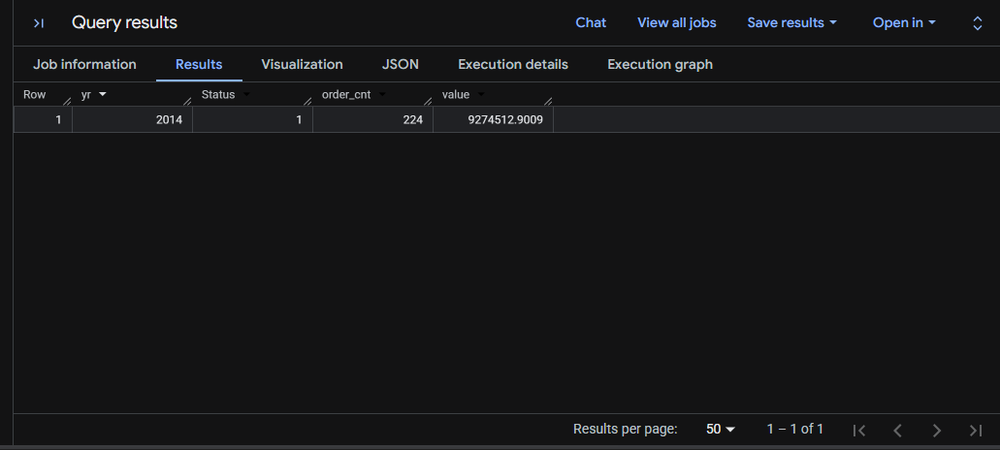 Query results Chat View all jobs Save results Open in
Job information Results Visualization JSON Execution details Execution graph
Row yr Status order_cnt value
1 2014 1 224 9274512.9009
Results per page: 50 1 – 1 of 1